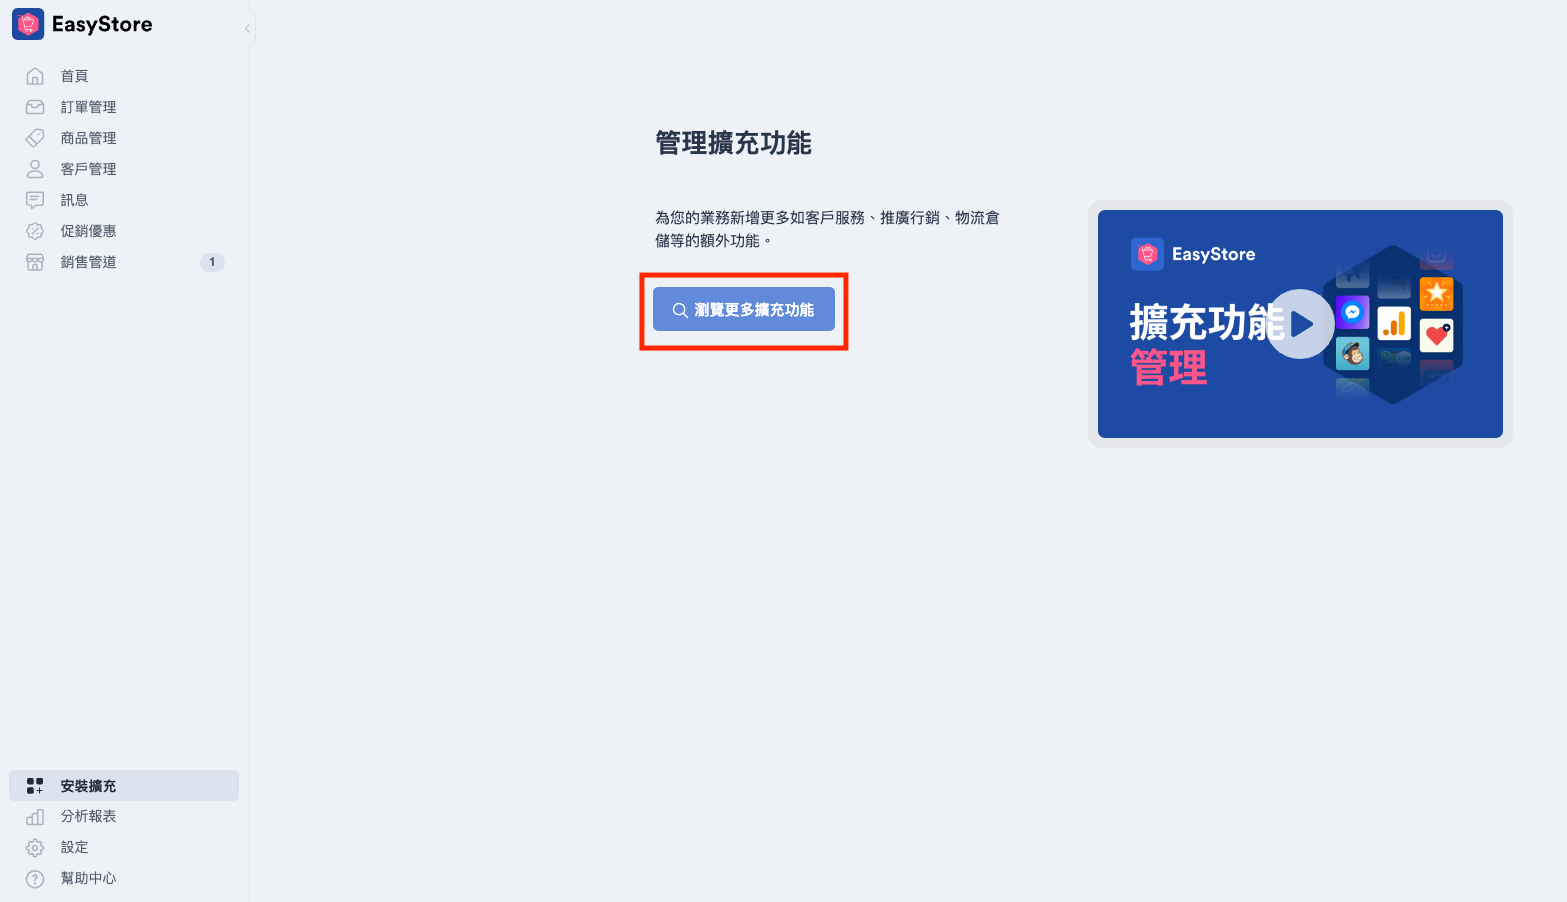 EasyStore
首頁
訂單管理
商品管理
客戶管理
訊息
促銷優惠
銷售管道
1
安裝擴充
分析報表
設定
幫助中心
管理擴充功能
為您的業務新增更多如客戶服務、推廣行銷、物流倉
儲等的額外功能。
瀏覽更多擴充功能
EasyStore
擴充功能
管理